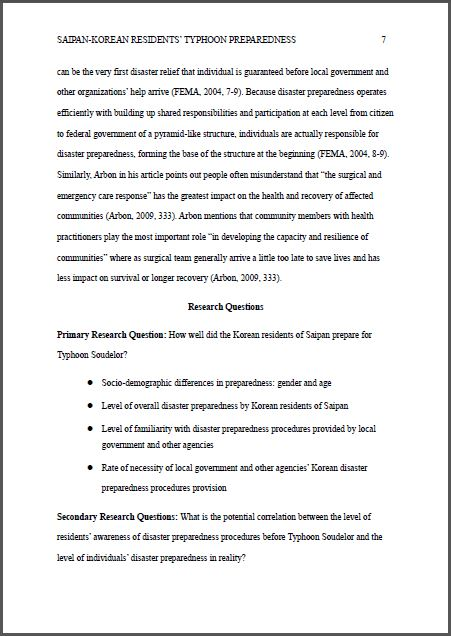 SAIPAN-KOREAN RESIDENTS' TYPHOON PREPAREDNESS 7
can be the very first disaster relief that individual is guaranteed before local government and
other organizations' help arrive (FEMA, 2004, 7-9). Because disaster preparedness operates
efficiently with building up shared responsibilities and participation at each level from citizen
to federal government of a pyramid-like structure, individuals are actually responsible for
disaster preparedness, forming the base of the structure at the beginning (FEMA, 2004, 8-9).
Similarly, Arbon in his article points out people often misunderstand that “the surgical and
emergency care response” has the greatest impact on the health and recovery of affected
communities (Arbon, 2009, 333). Arbon mentions that community members with health
practitioners play the most important role “in developing the capacity and resilience of
communities” where as surgical team generally arrive a little too late to save lives and has
less impact on survival or longer recovery (Arbon, 2009, 333).
Research Questions
Primary Research Question: How well did the Korean residents of Saipan prepare for
Typhoon Soudelor?
● Socio-demographic differences in preparedness: gender and age
● Level of overall disaster preparedness by Korean residents of Saipan
● Level of familiarity with disaster preparedness procedures provided by local
government and other agencies
● Rate of necessity of local government and other agencies' Korean disaster
preparedness procedures provision
Secondary Research Questions: What is the potential correlation between the level of
residents' awareness of disaster preparedness procedures before Typhoon Soudelor and the
level of individuals' disaster preparedness in reality?